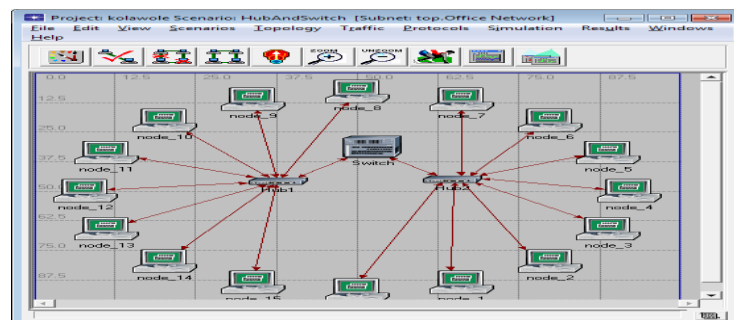 Project: kolawole Scenario: HubAndSwitch [Subnet: top.Office Network]
File Edit View Scenarios Topology Traffic Protocols Simulation Results Windows
Help
ZOOM UNZOOM
0.0 12.5 25.0 37.5 50.0 62.5 75.0 87.5
12.5
node_9 node_8 node_7
25.0
node_10 node_6
37.5
Switch
node_11 node_5
50.0
Hub1 Hub2
node_12 node_4
62.5
75.0
node_13 node_3
87.5
node_14 node_2
node_15 node_1